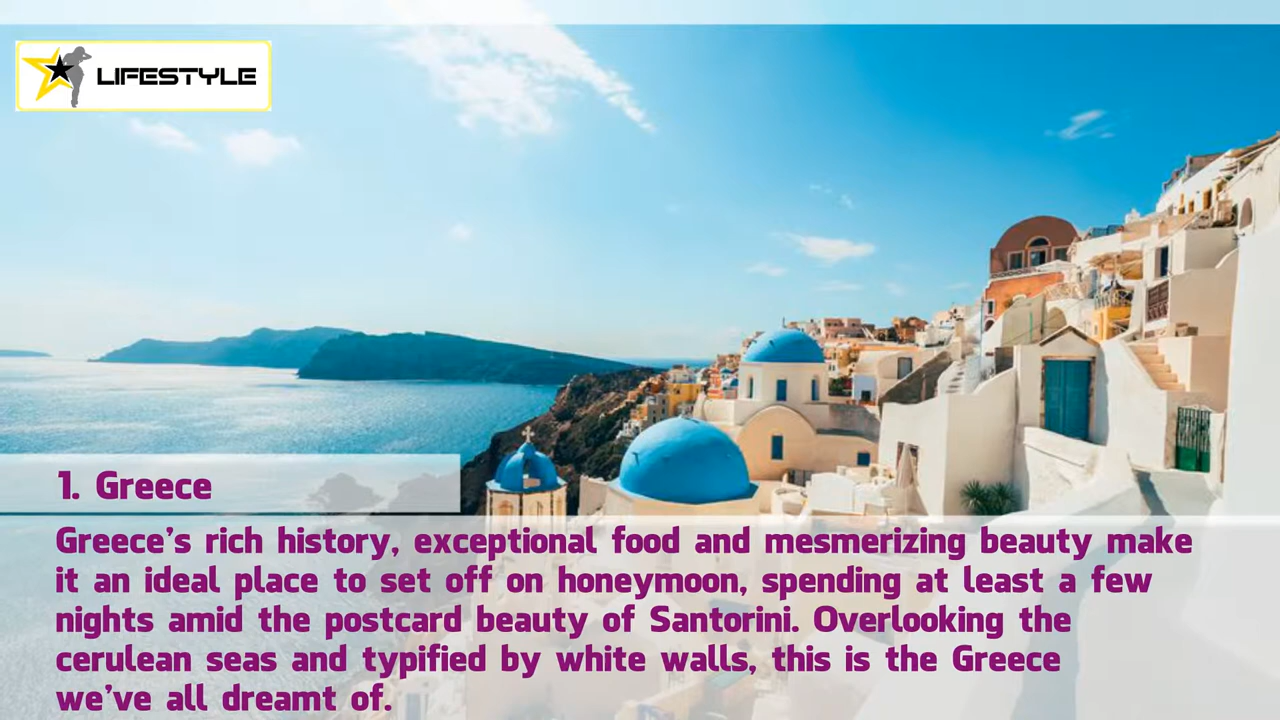 LIFESTYLE
1. Greece
Greece's rich history, exceptional food and mesmerizing beauty make
it an ideal place to set off on honeymoon, spending at least a few
nights amid the postcard beauty of Santorini. Overlooking the
cerulean seas and typified by white walls, this is the Greece
we've all dreamt of.